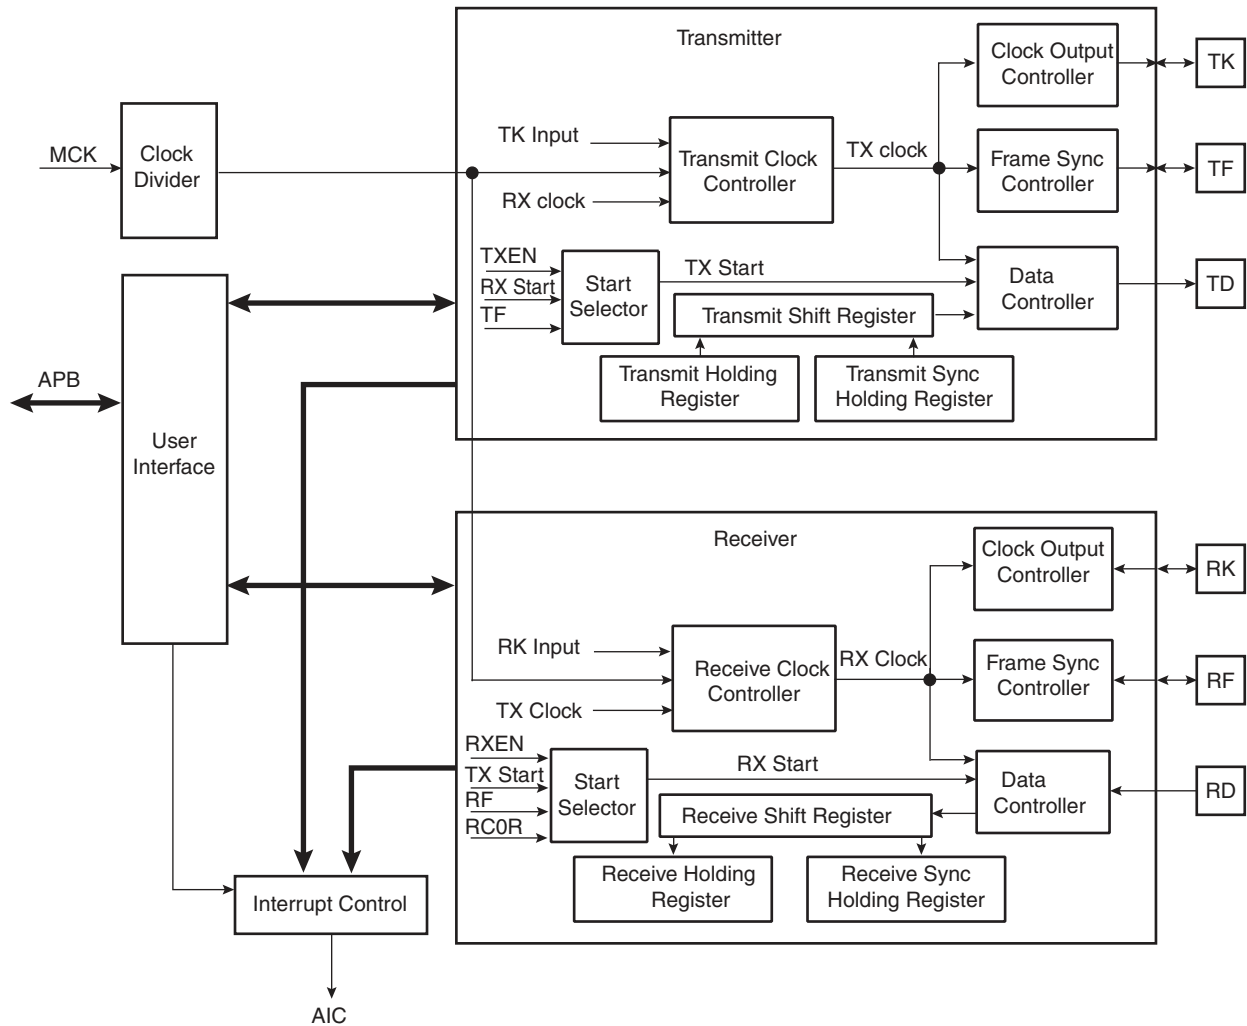 Transmitter
Clock Output
Controller
TK
MCK
Clock
Divider
TK Input
RX clock
Transmit Clock
Controller
TX clock
Frame Sync
Controller
TF
TXEN
RX Start
TF
Start
Selector
TX Start
Data
Controller
TD
Transmit Shift Register
Transmit Holding
Register
Transmit Sync
Holding Register
APB
User
Interface
Receiver
Clock Output
Controller
RK
RK Input
TX Clock
Receive Clock
Controller
RX Clock
Frame Sync
Controller
RF
RXEN
TX Start
RF
RC0R
Start
Selector
RX Start
Data
Controller
RD
Receive Shift Register
Receive Holding
Register
Receive Sync
Holding Register
Interrupt Control
AIC